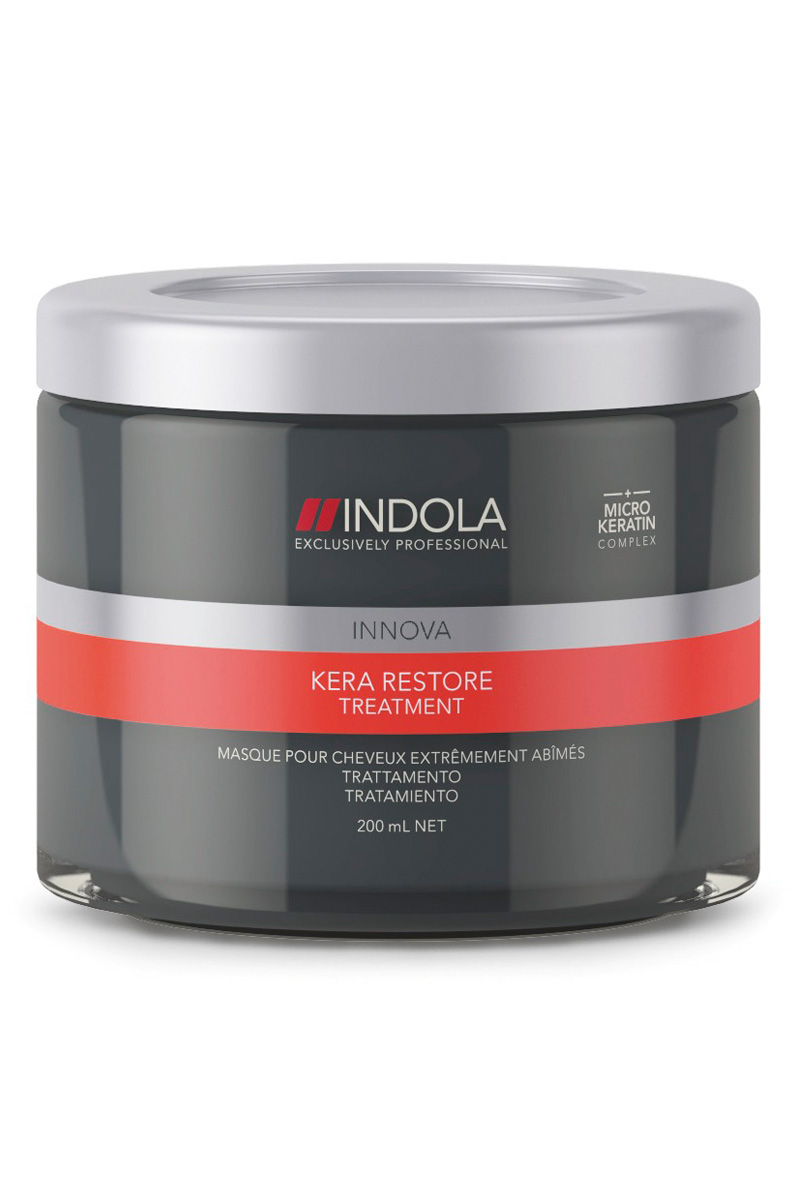 INDOLA
EXCLUSIVELY PROFESSIONAL
+
MICRO
KERATIN
COMPLEX
INNOVA
KERA RESTORE
TREATMENT
MASQUE POUR CHEVEUX EXTRÊMEMENT ABÎMÉS
TRATTAMENTO
TRATAMIENTO
200 mL NET